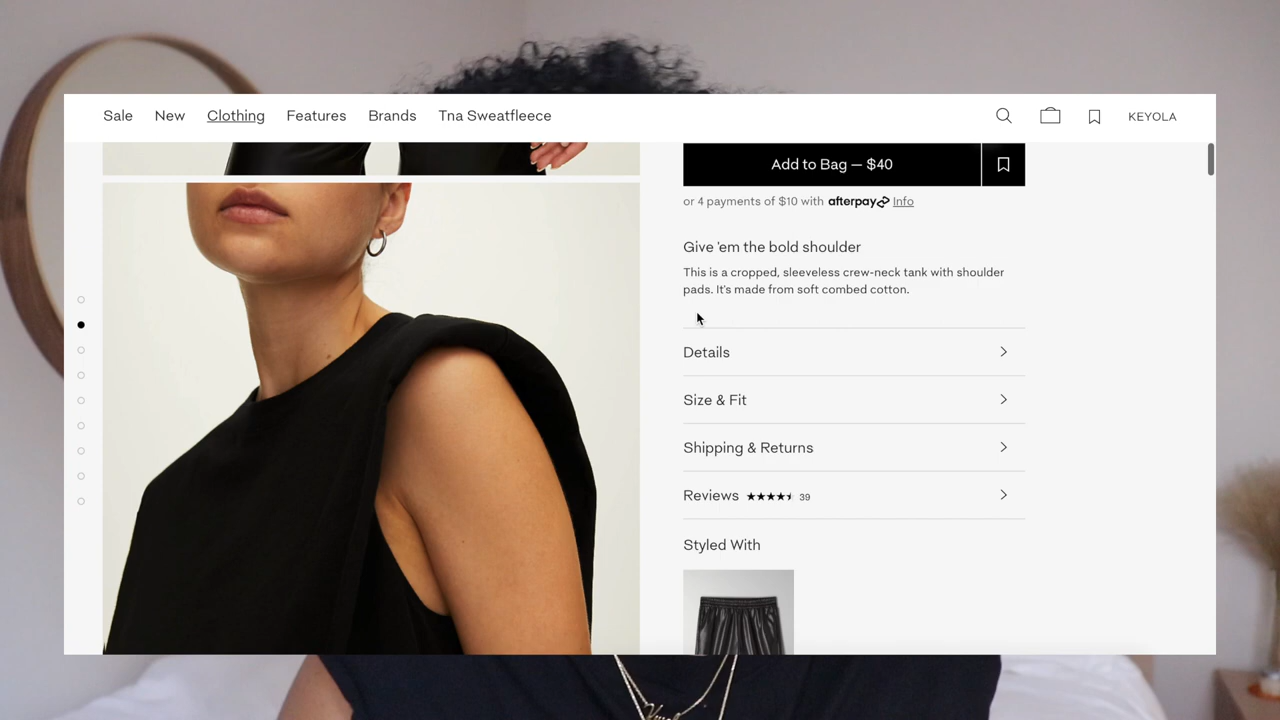 Sale New Clothing Features Brands Tna Sweatfleece KEYOLA
Add to Bag — $40
or 4 payments of $10 with afterpay Info
Give 'em the bold shoulder
This is a cropped, sleeveless crew-neck tank with shoulder
pads. It's made from soft combed cotton.
Details
Size & Fit
Shipping & Returns
Reviews 39
Styled With